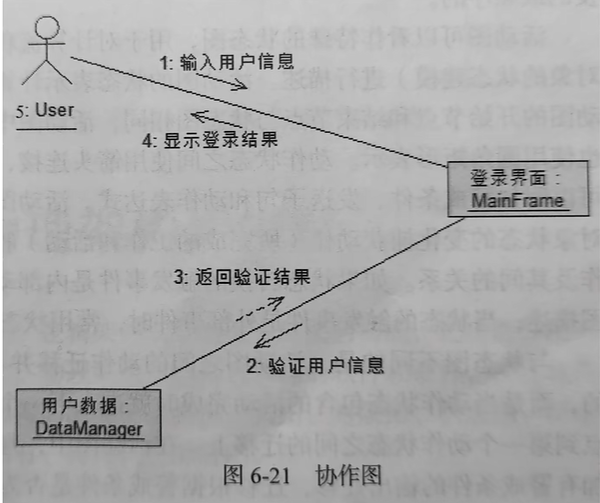 1: 输入用户信息
5: User
4: 显示登录结果
登录界面:
MainFrame
3: 返回验证结果
2: 验证用户信息
用户数据:
DataManager
图 6-21 协作图